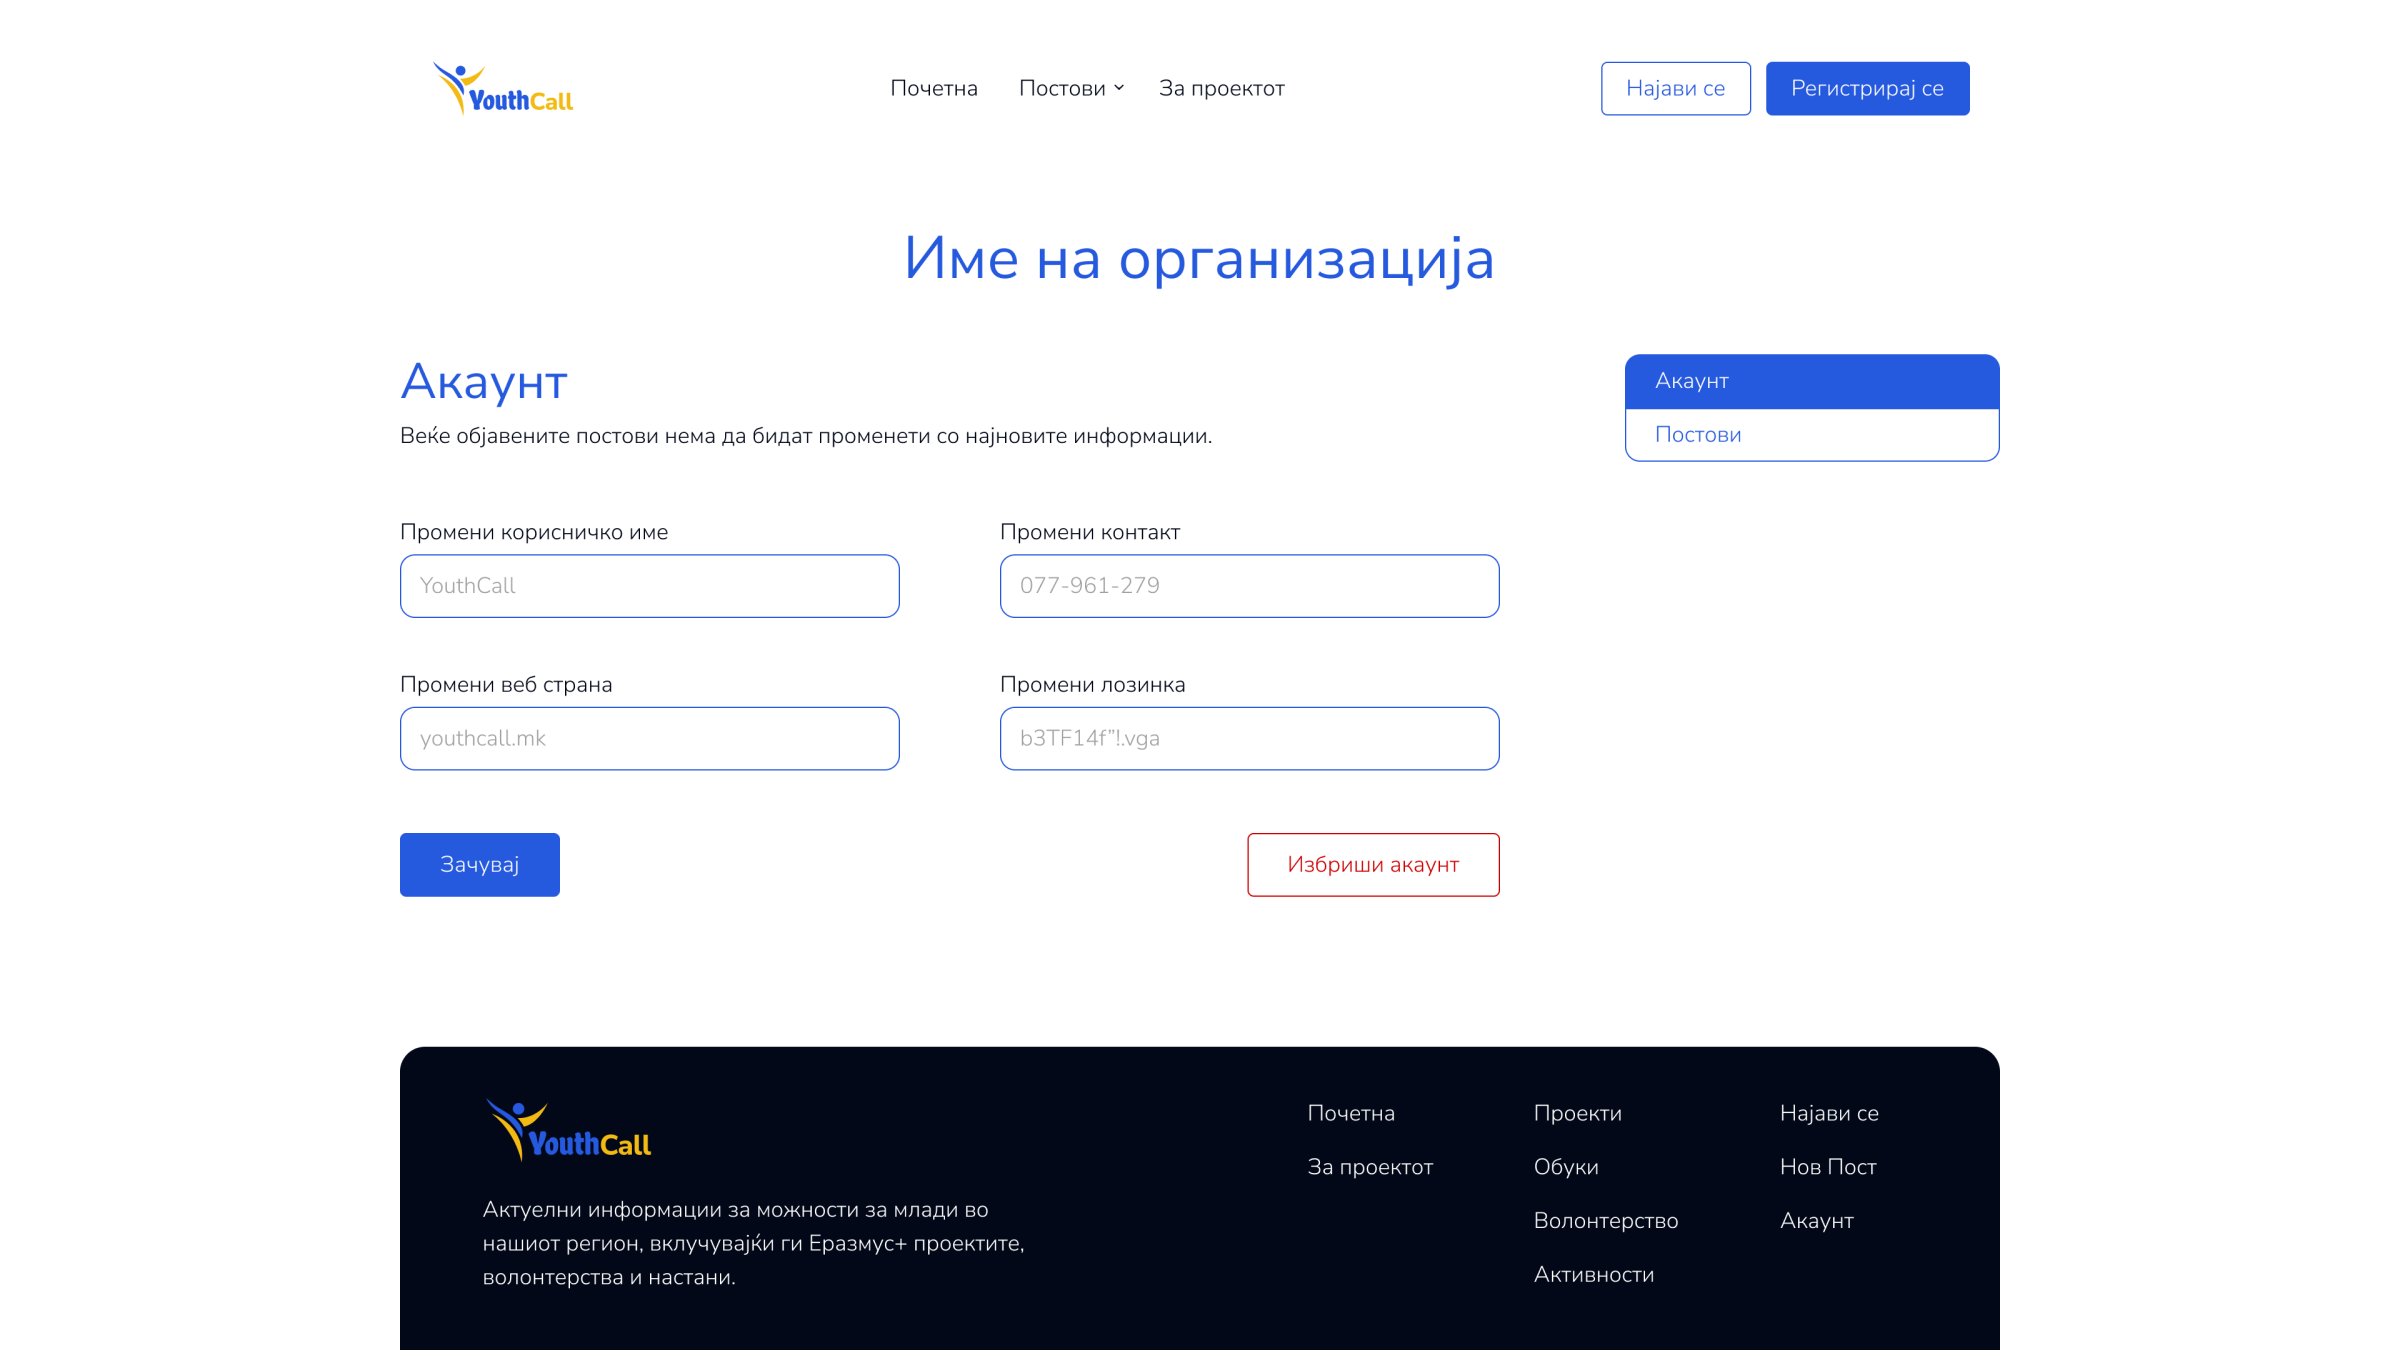 YouthCall
Почетна
Постови
За проектот
Најави се
Регистрирај се
Име на организација
Акаунт
Веќе објавените постови нема да бидат променети со најновите информации.
Акаунт
Постови
Промени корисничко име
YouthCall
Промени контакт
077-961-279
Промени веб страна
youthcall.mk
Промени лозинка
b3TF14f”!.vga
Зачувај
Избриши акаунт
YouthCall
Актуелни информации за можности за млади во
нашиот регион, вклучувајќи ги Еразмус+ проектите,
волонтерства и настани.
Почетна
За проектот
Проекти
Обуки
Волонтерство
Активности
Најави се
Нов Пост
Акаунт